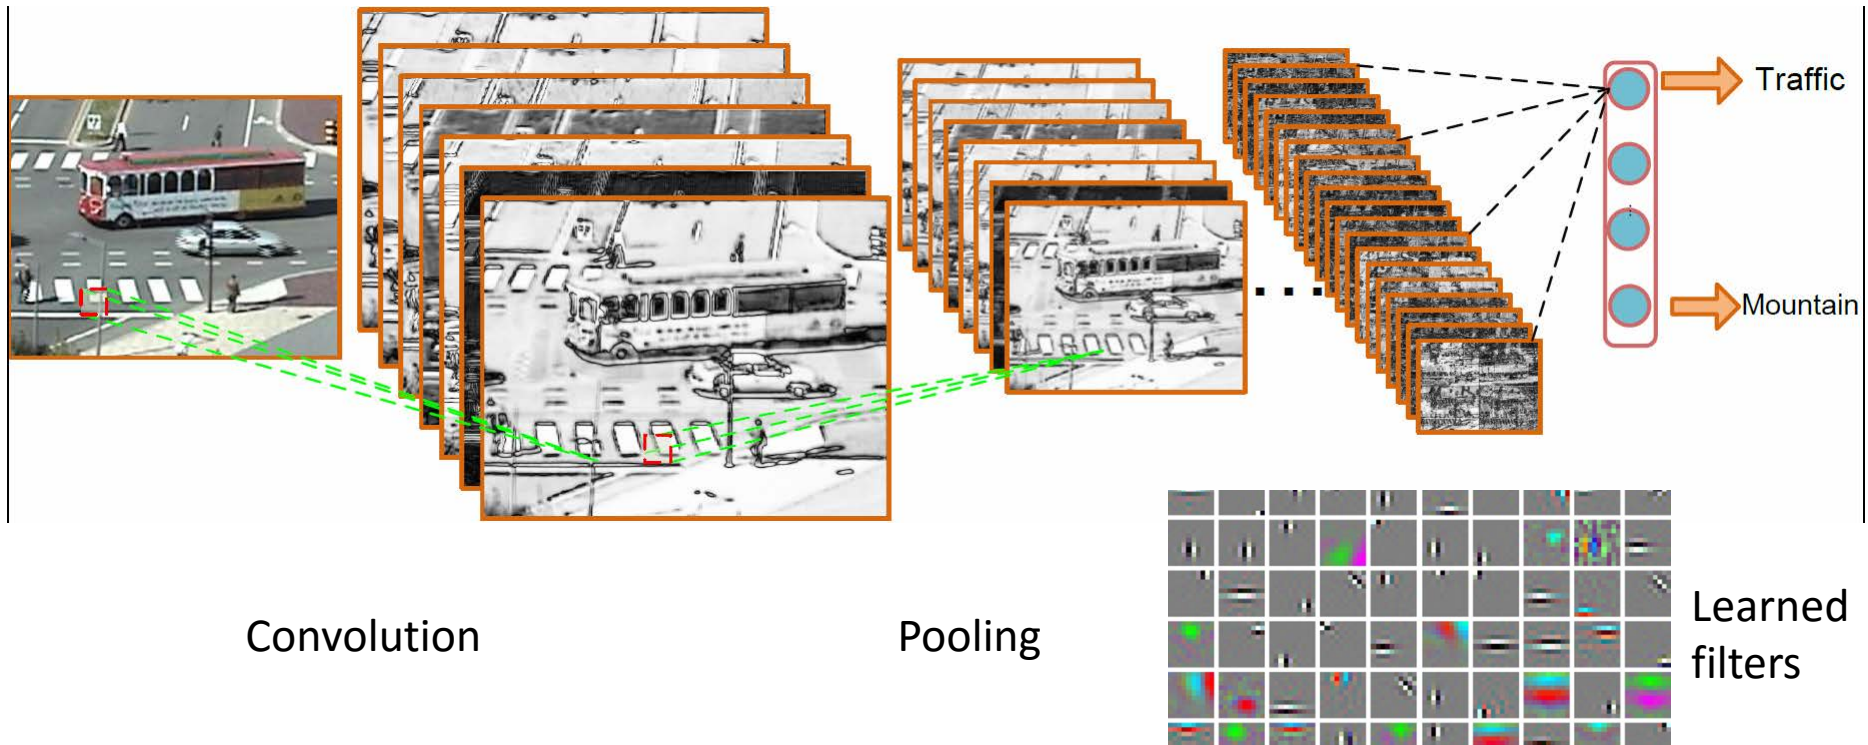 Traffic
Mountain
Convolution
Pooling
Learned
filters